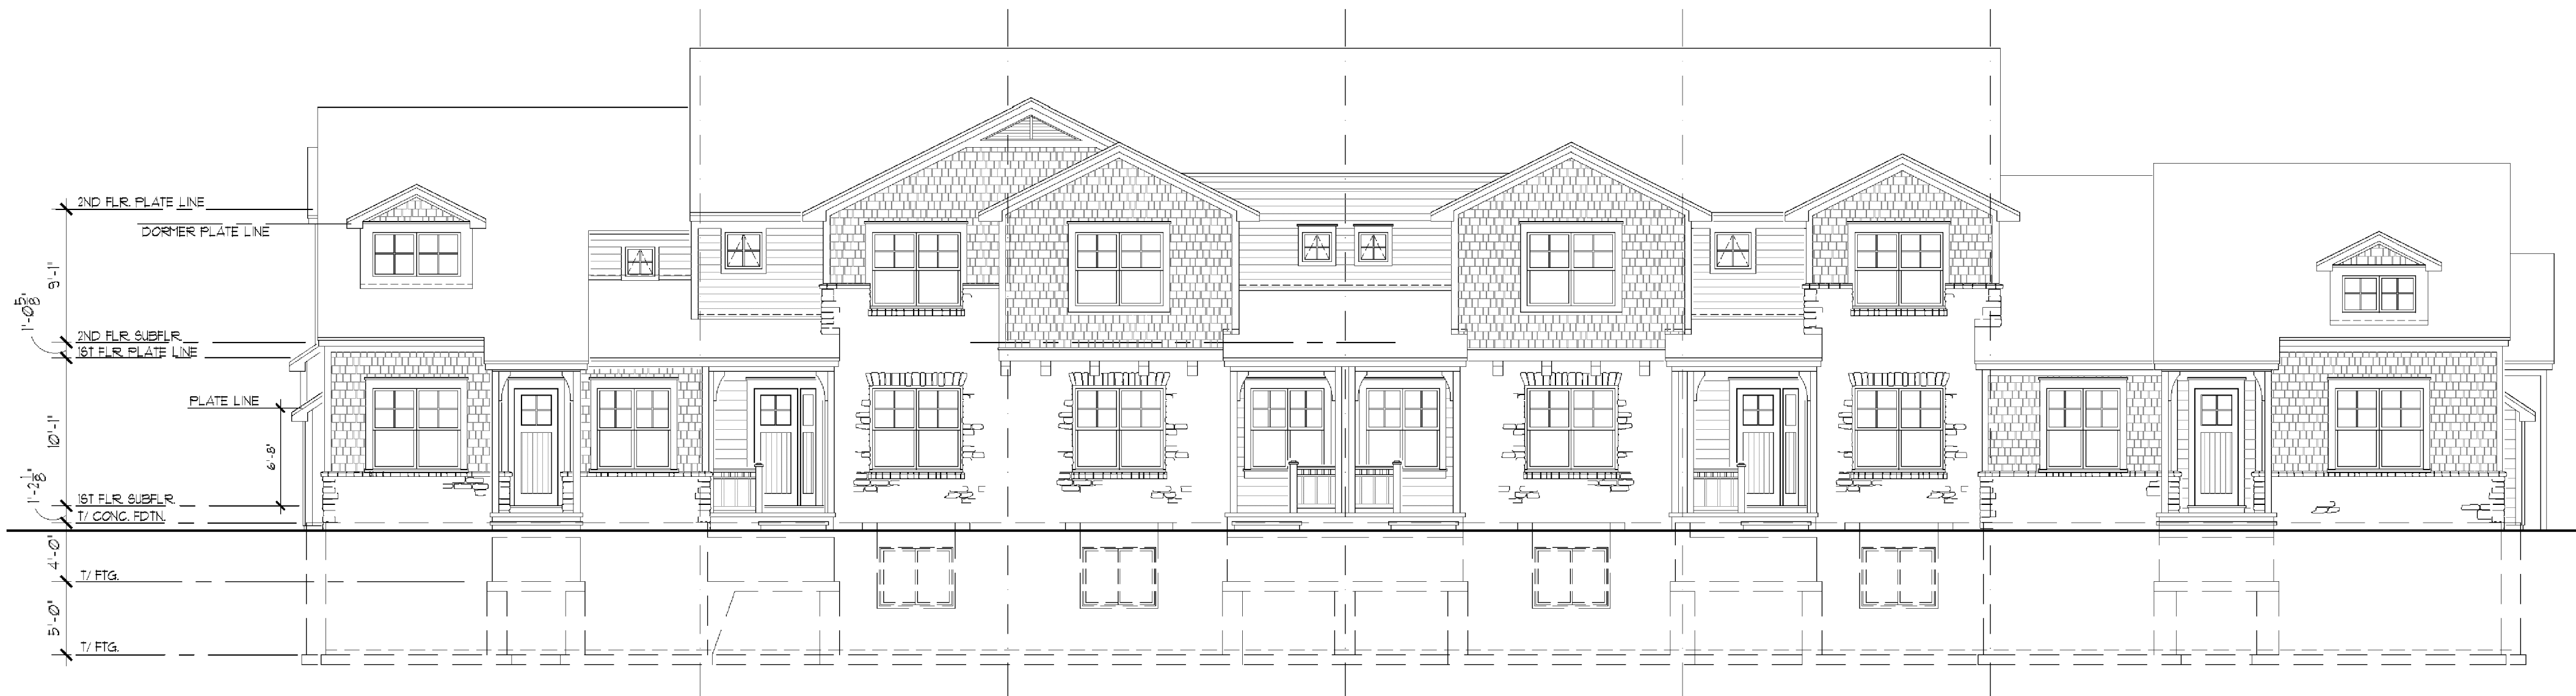 2ND FLR. PLATE LINE
DORMER PLATE LINE
9'-1"
1'-0 5/8"
2ND FLR SUBFLR.
1ST FLR. PLATE LINE
PLATE LINE
10'-1"
6'-8"
1'-2 1/8"
1ST FLR. SUBFLR.
T/ CONC. FDTN.
4'-0"
T/ FTG.
5'-0"
T/ FTG.